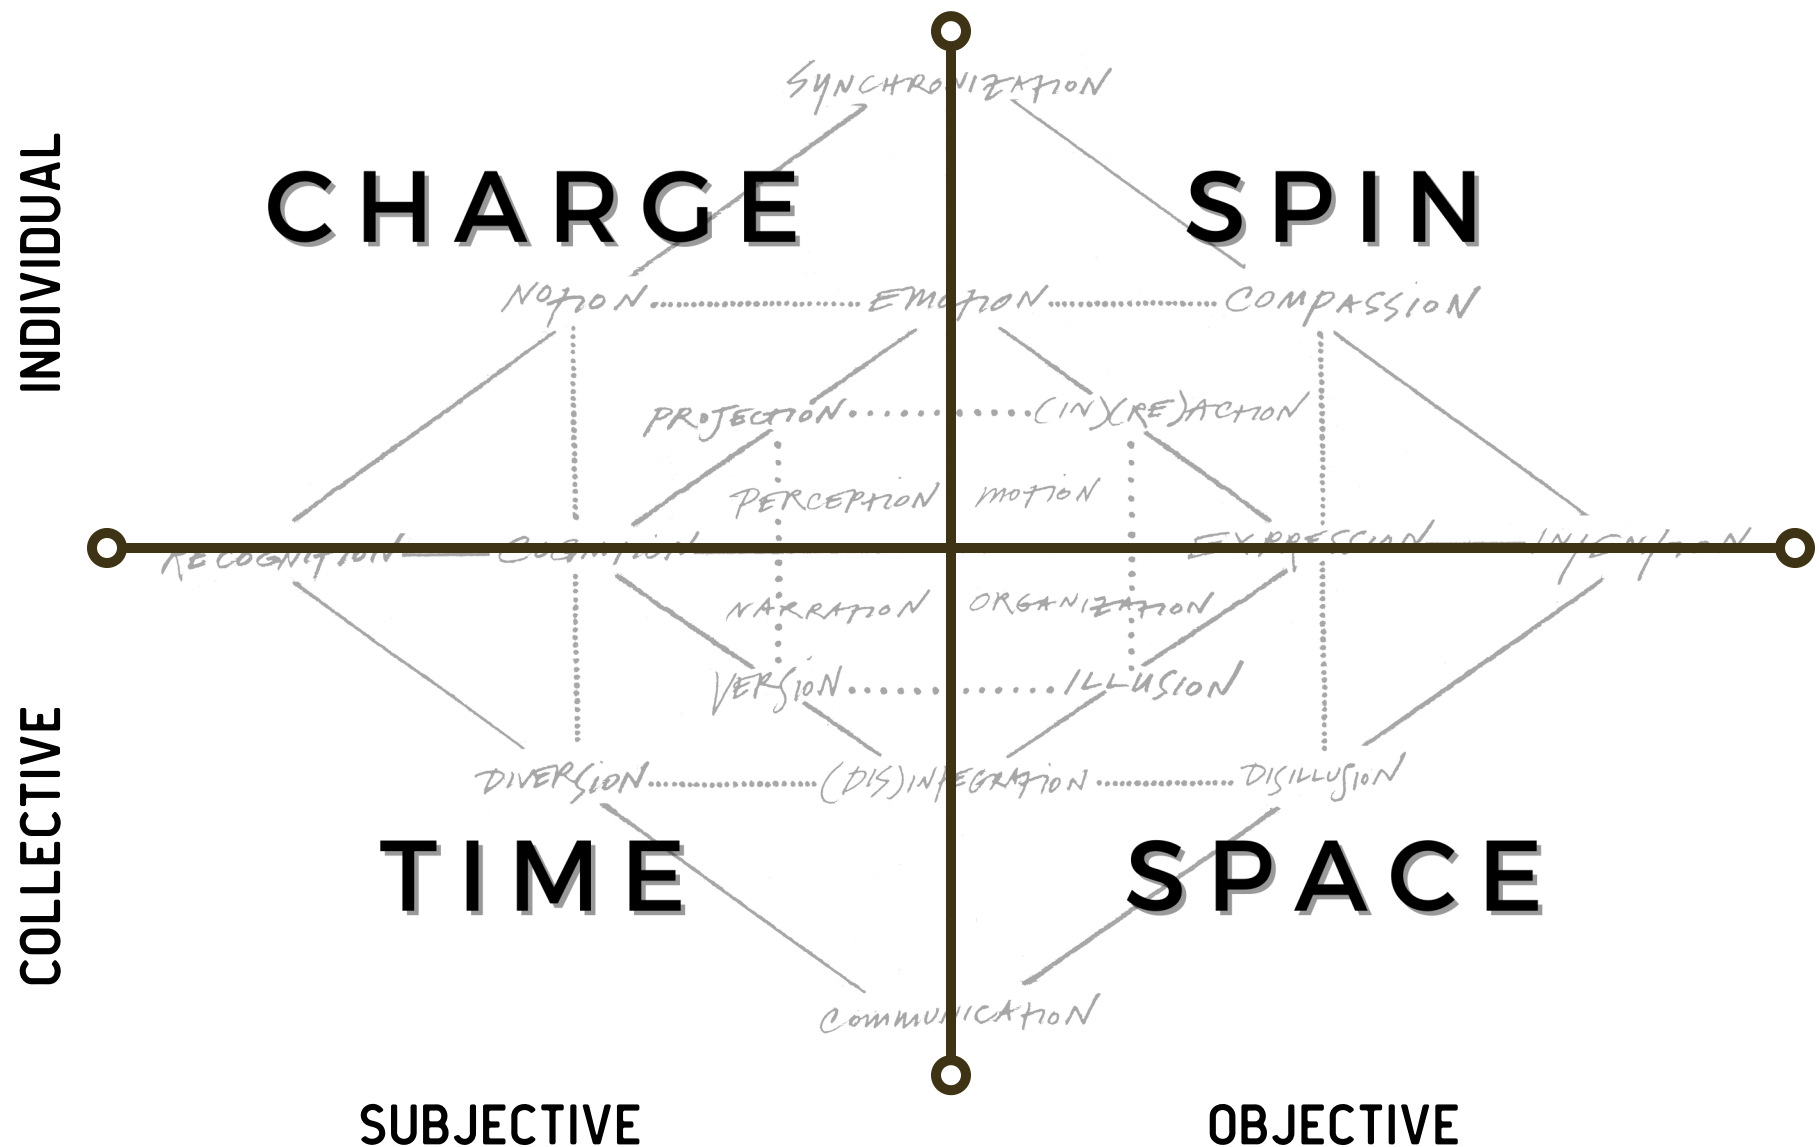 SYNCHRONIZATION
INDIVIDUAL
CHARGE SPIN
NOTION EMOTION COMPASSION
PROJECTION (IN)(RE)ACTION
PERCEPTION MOTION
RECOGNITION COGNITION EXPRESSION INTENTION
NARRATION ORGANIZATION
VERSION ILLUSION
COLLECTIVE
DIVERSION (DIS)INTEGRATION DISILLUSION
TIME SPACE
COMMUNICATION
SUBJECTIVE OBJECTIVE